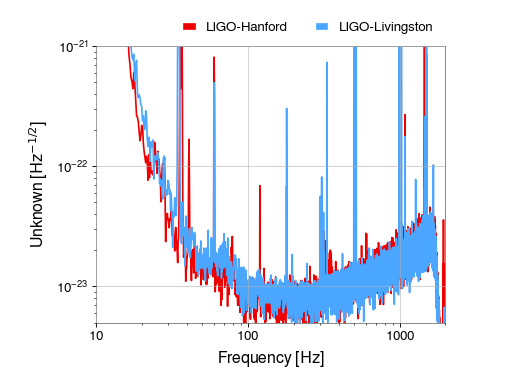 LIGO-Hanford LIGO-Livingston
10⁻²¹
10⁻²²
10⁻²³
Unknown [Hz⁻¹/²]
10 100 1000
Frequency [Hz]